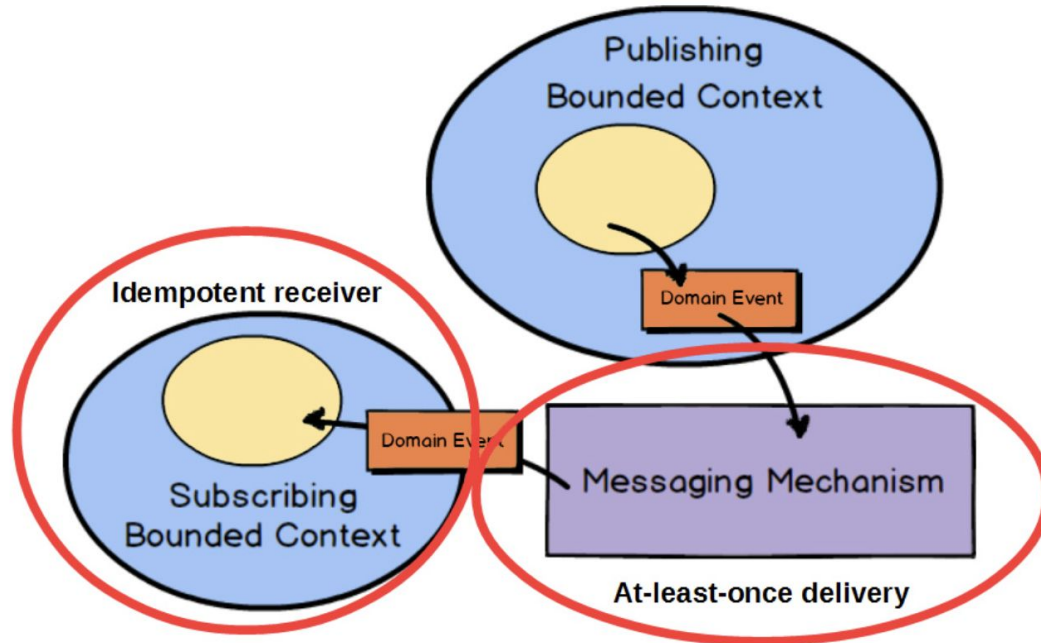 Publishing
Bounded Context
Domain Event
Idempotent receiver
Domain Event
Subscribing
Bounded Context
Messaging Mechanism
At-least-once delivery